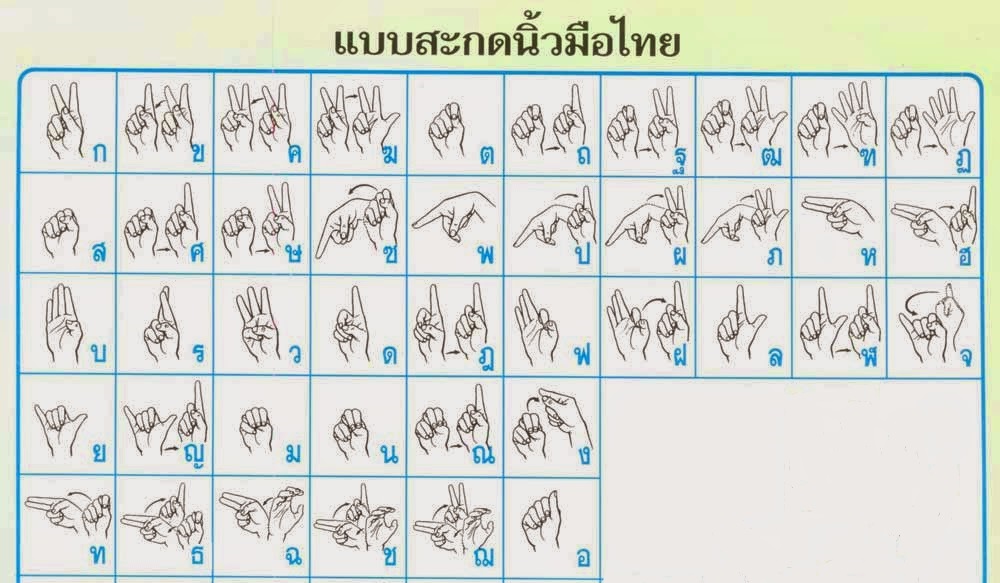 แบบสะกดนิ้วมือไทย
ก ข ค ฆ ต ถ ฐ ฒ ฑ ฏ
ส ศ ษ ซ พ ป ผ ภ ห ฮ
บ ร ว ด ฎ ฟ ฝ ล ฬ จ
ย ญ ม น ณ ง
ท ธ ฉ ช ฌ อ